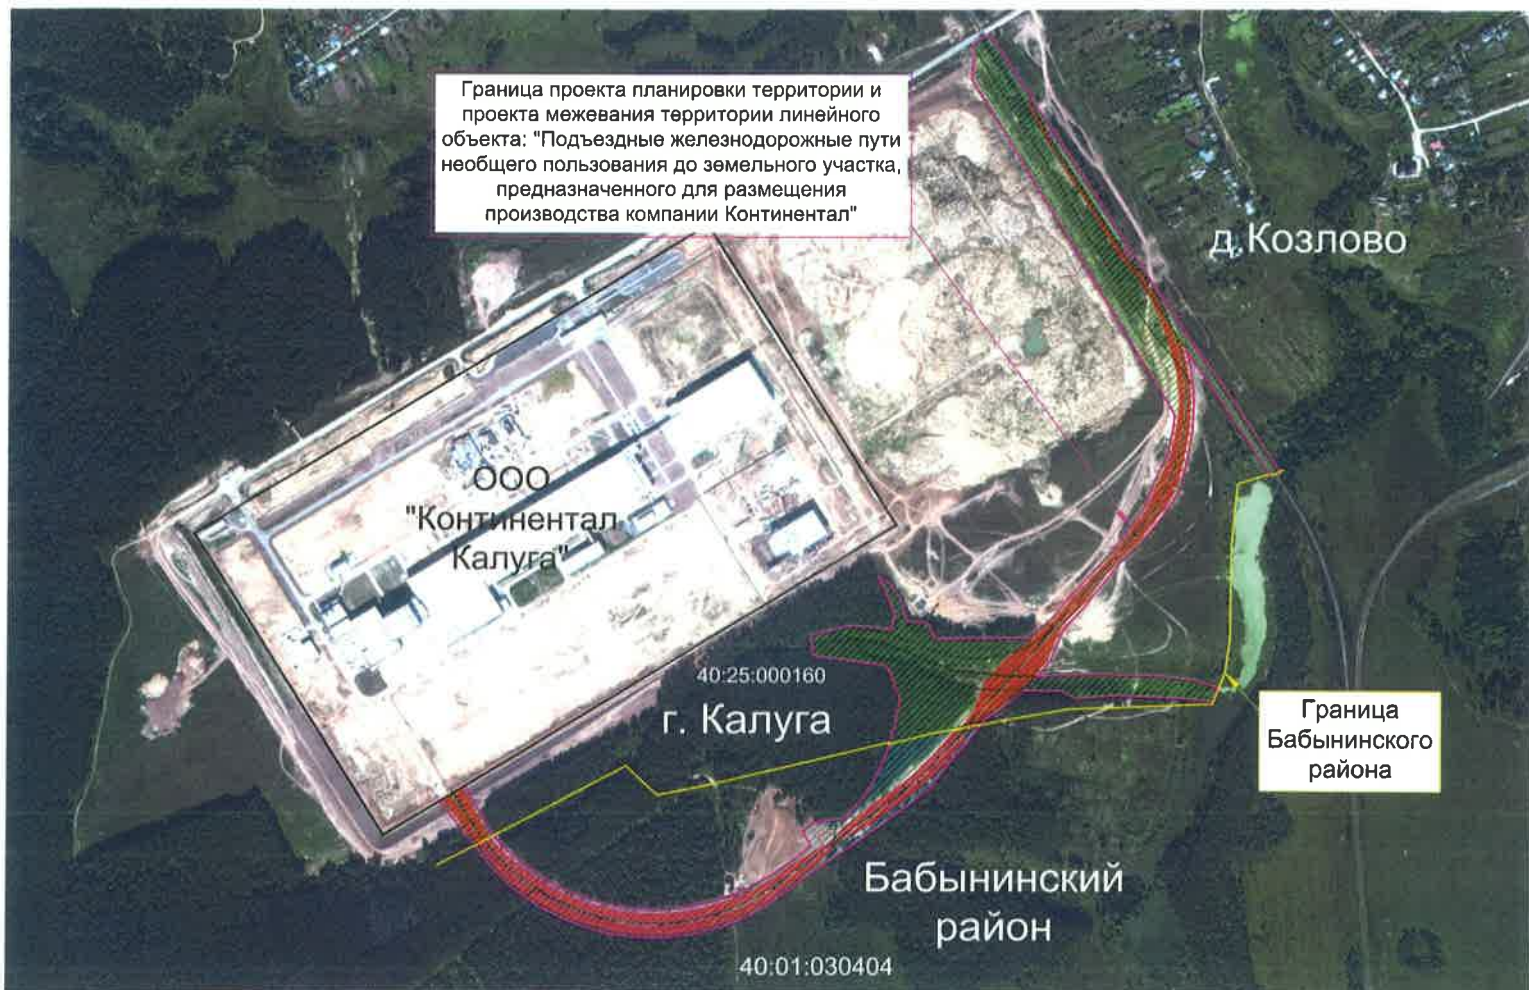 Граница проекта планировки территории и
проекта межевания территории линейного
объекта: "Подъездные железнодорожные пути
необщего пользования до земельного участка,
предназначенного для размещения
производства компании Континентал"
д.Козлово
ООО
"Континентал
Калуга"
40:25:000160
г. Калуга
Граница
Бабынинского
района
Бабынинский
район
40:01:030404